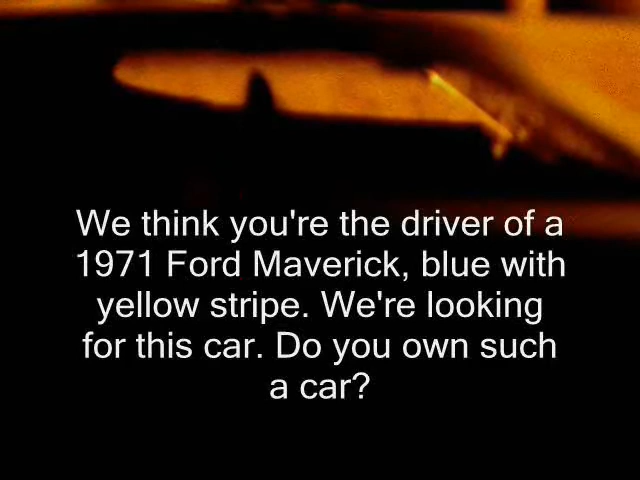 We think you're the driver of a
1971 Ford Maverick, blue with
yellow stripe. We're looking
for this car. Do you own such
a car?